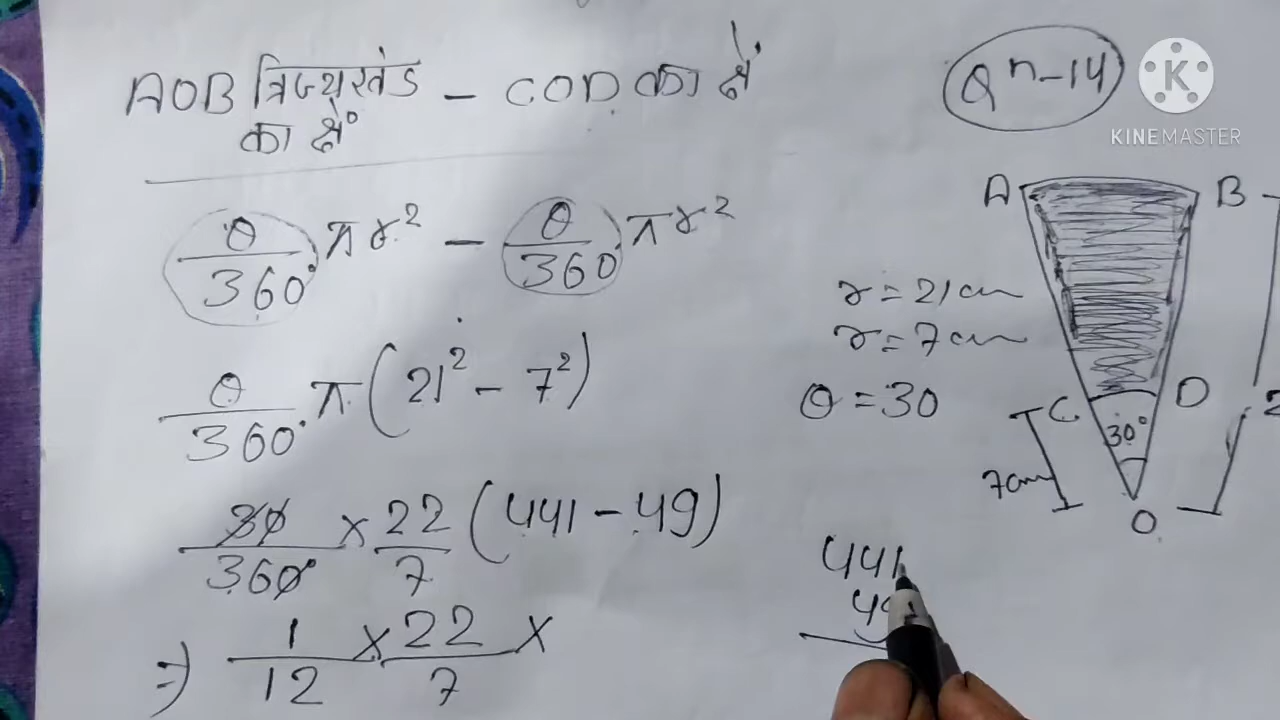 AOB त्रिज्यखंड का क्षे० – COD का क्षे
θ/360° πr² – θ/360° πr²
θ/360° π(21² – 7²)
30/360 × 22/7 (441 – 49)
⇒ 1/12 × 22/7 ×
Qn-14
K
KINEMASTER
A B
r = 21 cm
r = 7 cm
θ = 30
C D
30°
7cm
O
441